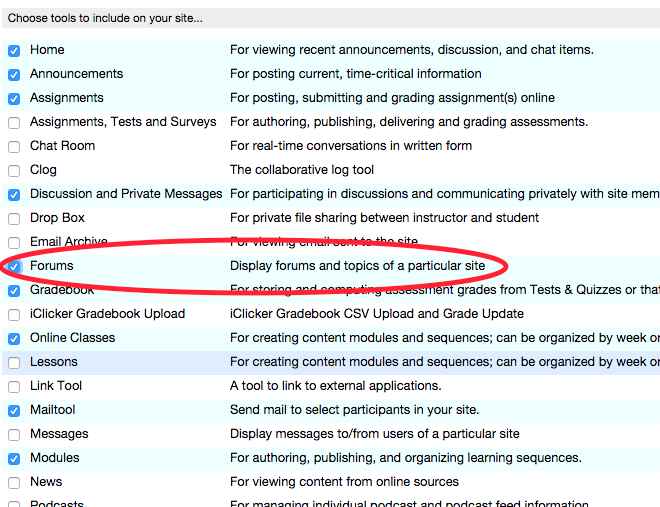 Choose tools to include on your site...
Home For viewing recent announcements, discussion, and chat items.
Announcements For posting current, time-critical information
Assignments For posting, submitting and grading assignment(s) online
Assignments, Tests and Surveys For authoring, publishing, delivering and grading assessments.
Chat Room For real-time conversations in written form
Clog The collaborative log tool
Discussion and Private Messages For participating in discussions and communicating privately with site mem
Drop Box For private file sharing between instructor and student
Email Archive For viewing email sent to the site
Forums Display forums and topics of a particular site
Gradebook For storing and computing assessment grades from Tests & Quizzes or that
iClicker Gradebook Upload iClicker Gradebook CSV Upload and Grade Update
Online Classes For creating content modules and sequences; can be organized by week or
Lessons For creating content modules and sequences; can be organized by week or
Link Tool A tool to link to external applications.
Mailtool Send mail to select participants in your site.
Messages Display messages to/from users of a particular site
Modules For authoring, publishing, and organizing learning sequences.
News For viewing content from online sources
Podcasts For managing individual podcast and podcast feed information